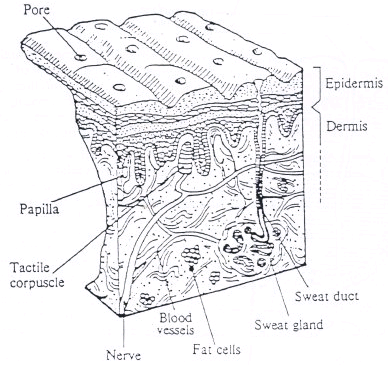 Pore
Epidermis
Dermis
Papilla
Tactile
corpuscle
Sweat duct
Blood
vessels
Sweat gland
Fat cells
Nerve